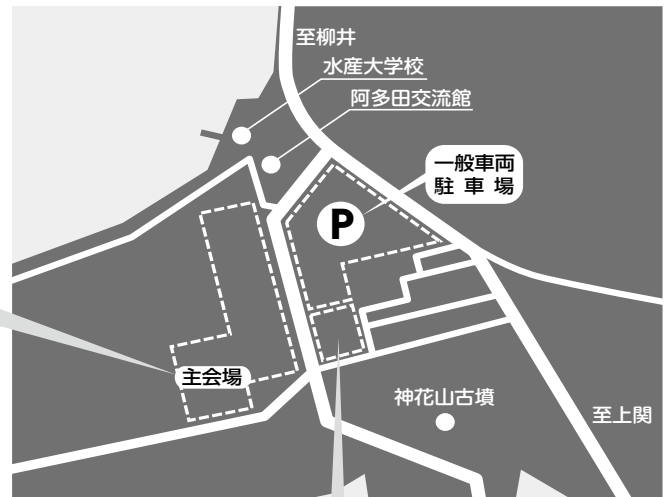 至柳井
水産大学校
阿多田交流館
一般車両
駐車場
P
主会場
神花山古墳
至上関